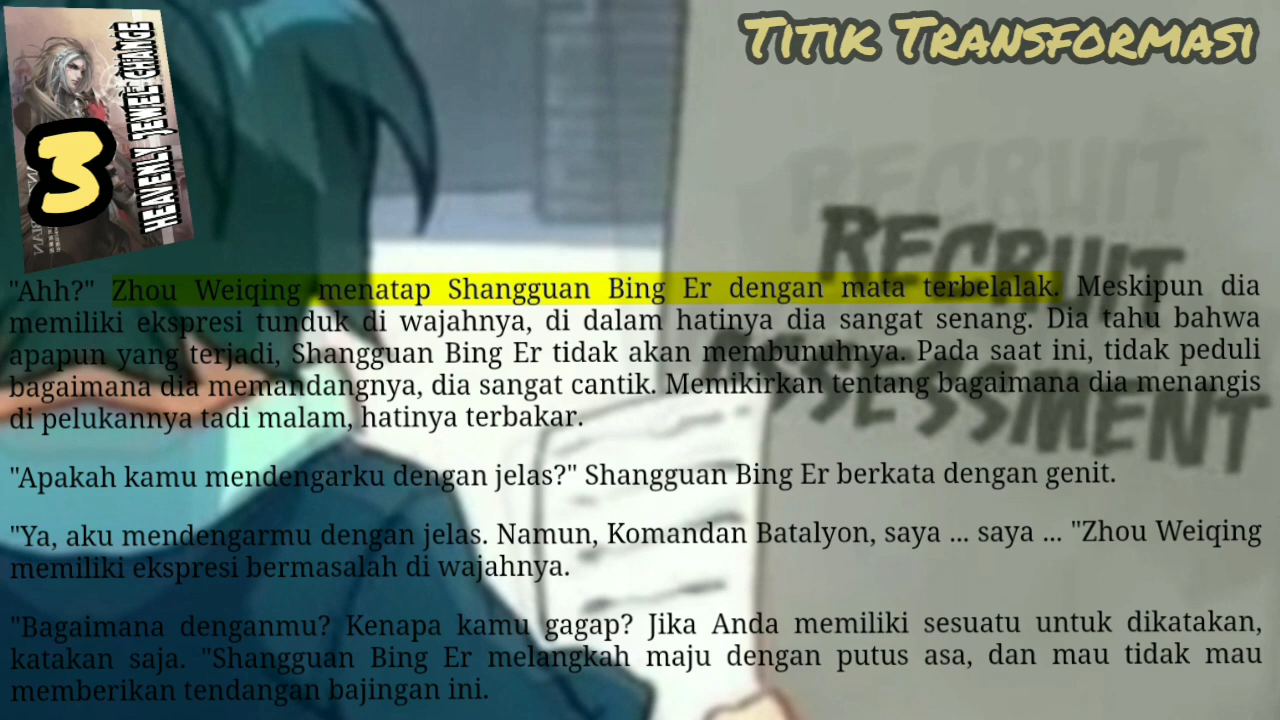 TITIK TRANSFORMASI
HEAVENLY JEWEL CHANGE
3
RECRUIT
RECRUIT
ASSESSMENT
"Ahh?" Zhou Weiqing menatap Shangguan Bing Er dengan mata terbelalak. Meskipun dia
memiliki ekspresi tunduk di wajahnya, di dalam hatinya dia sangat senang. Dia tahu bahwa
apapun yang terjadi, Shangguan Bing Er tidak akan membunuhnya. Pada saat ini, tidak peduli
bagaimana dia memandangnya, dia sangat cantik. Memikirkan tentang bagaimana dia menangis
di pelukannya tadi malam, hatinya terbakar.
"Apakah kamu mendengarku dengan jelas?" Shangguan Bing Er berkata dengan genit.
"Ya, aku mendengarmu dengan jelas. Namun, Komandan Batalyon, saya ... saya ... "Zhou Weiqing
memiliki ekspresi bermasalah di wajahnya.
"Bagaimana denganmu? Kenapa kamu gagap? Jika Anda memiliki sesuatu untuk dikatakan,
katakan saja. "Shangguan Bing Er melangkah maju dengan putus asa, dan mau tidak mau
memberikan tendangan bajingan ini.